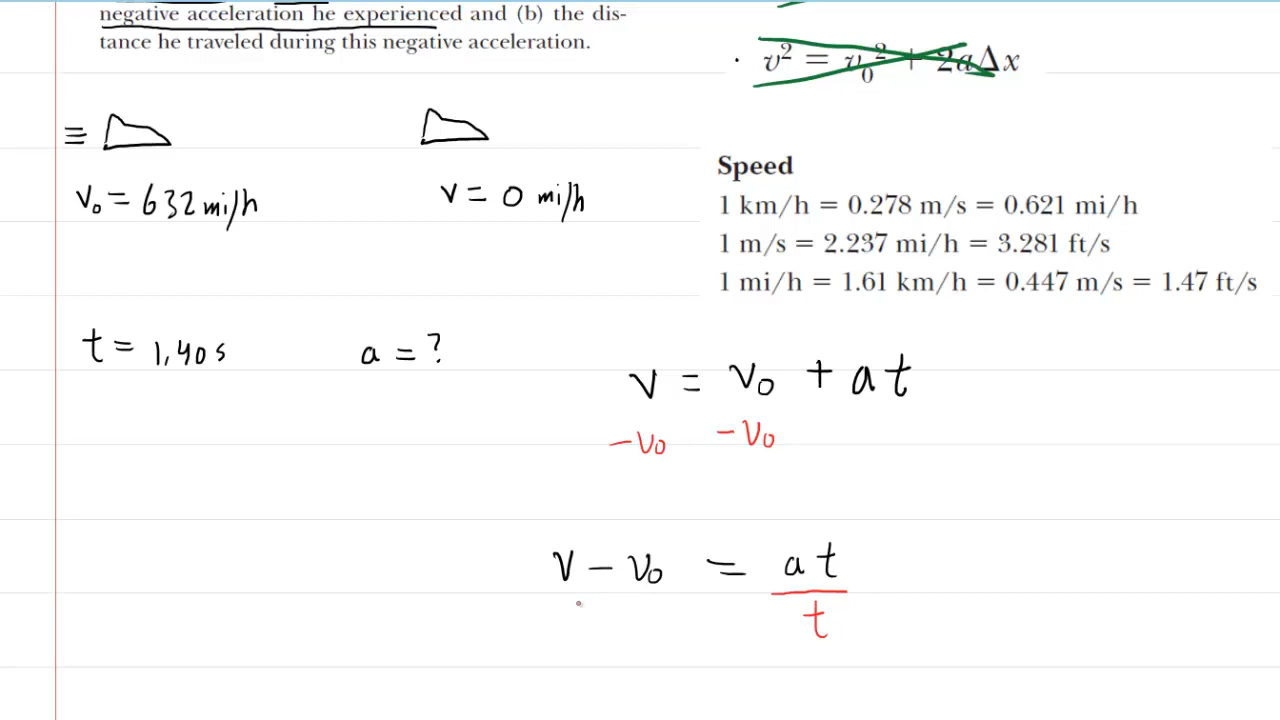 negative acceleration he experienced and (b) the dis-
tance he traveled during this negative acceleration.
· v² = v₀² + 2aΔx
v₀ = 632 mi/h
v = 0 mi/h
Speed
1 km/h = 0.278 m/s = 0.621 mi/h
1 m/s = 2.237 mi/h = 3.281 ft/s
1 mi/h = 1.61 km/h = 0.447 m/s = 1.47 ft/s
t = 1,40 s
a = ?
v = v₀ + at
-v₀ -v₀
v - v₀ = at
t